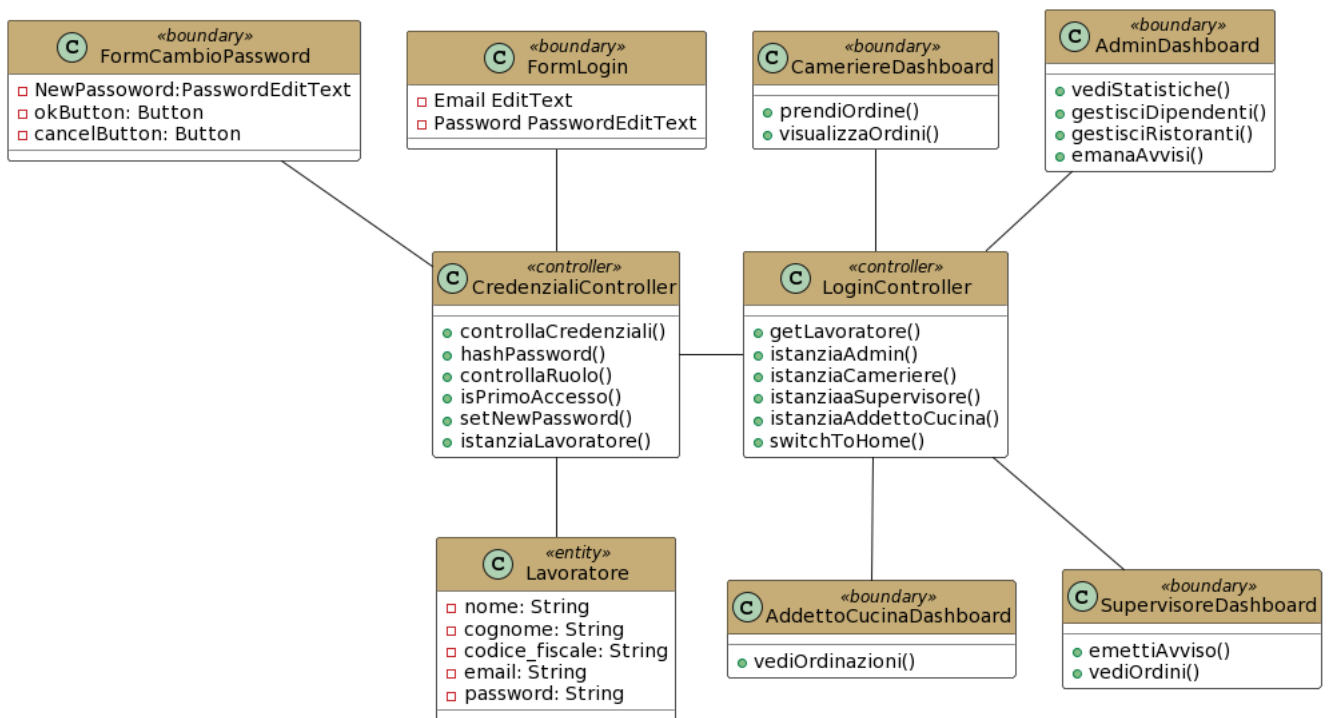 C
«boundary»
FormCambioPassword
NewPassoword:PasswordEditText
okButton: Button
cancelButton: Button
C
«boundary»
FormLogin
Email EditText
Password PasswordEditText
C
«boundary»
CameriereDashboard
prendiOrdine()
visualizzaOrdini()
C
«boundary»
AdminDashboard
vediStatistiche()
gestisciDipendenti()
gestisciRistoranti()
emanaAvvisi()
C
«controller»
CredenzialiController
controllaCredenziali()
hashPassword()
controllaRuolo()
isPrimoAccesso()
setNewPassword()
istanziaLavoratore()
C
«controller»
LoginController
getLavoratore()
istanziaAdmin()
istanziaCameriere()
istanziaaSupervisore()
istanziaAddettoCucina()
switchToHome()
C
«entity»
Lavoratore
nome: String
cognome: String
codice_fiscale: String
email: String
password: String
C
«boundary»
AddettoCucinaDashboard
vediOrdinazioni()
C
«boundary»
SupervisoreDashboard
emettiAvviso()
vediOrdini()